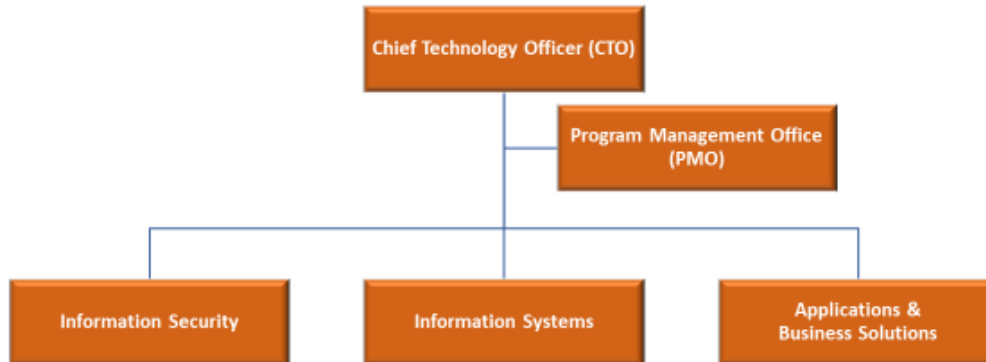 Chief Technology Officer (CTO)
Program Management Office
(PMO)
Information Security
Information Systems
Applications &
Business Solutions